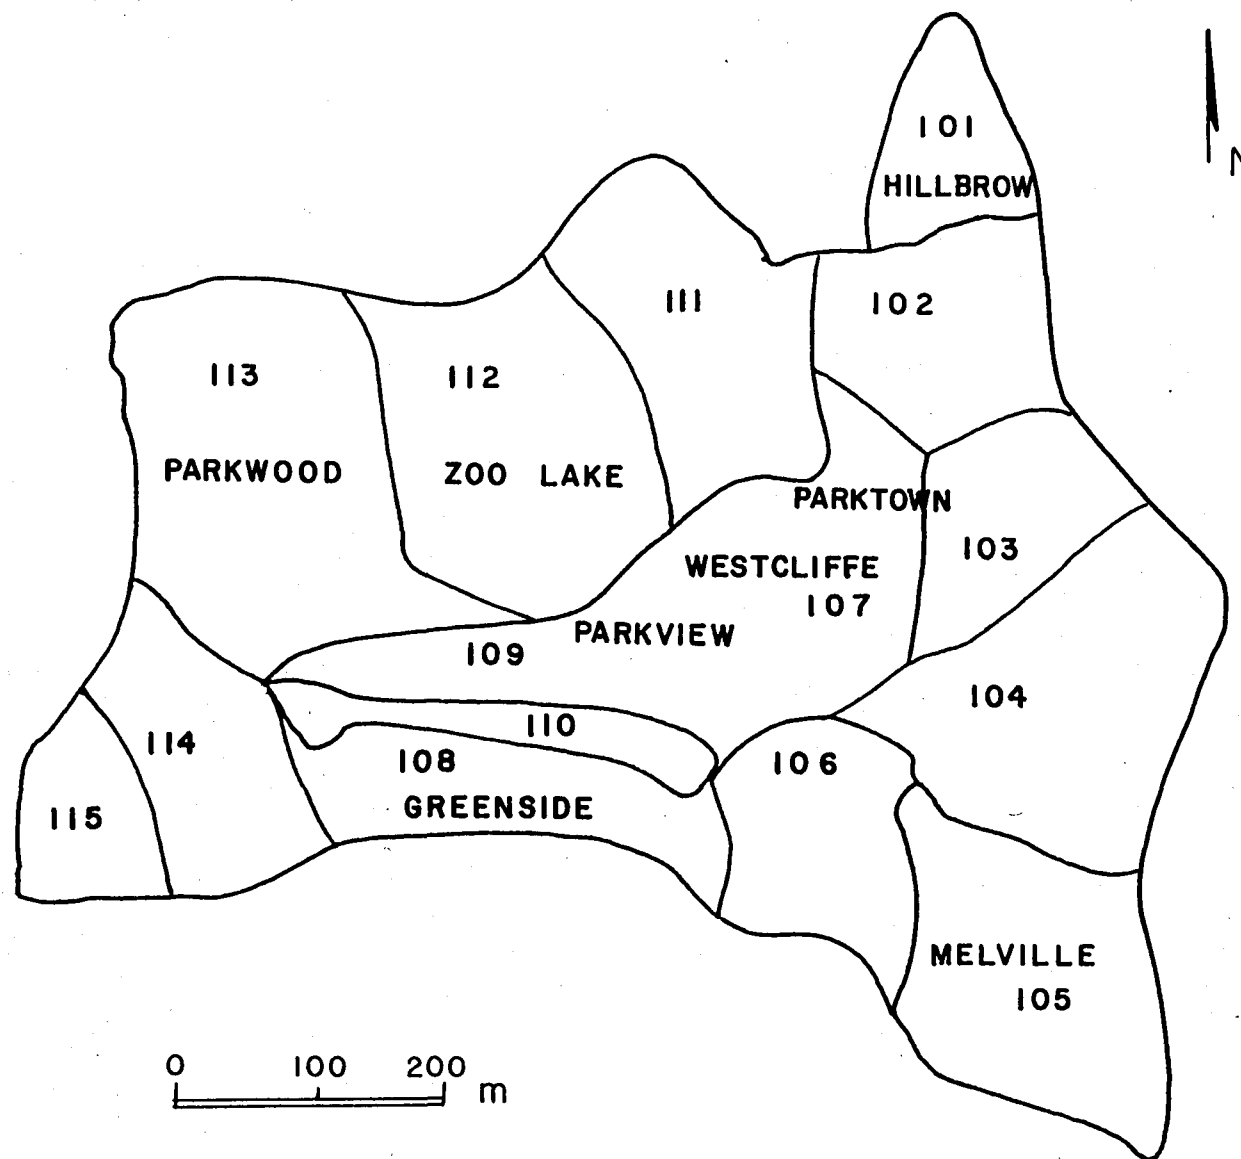 101
HILLBROW
N
102
111
113
112
PARKWOOD
ZOO LAKE
PARKTOWN
103
WESTCLIFFE
107
PARKVIEW
109
104
110
114
108
106
GREENSIDE
115
MELVILLE
105
0 100 200 m